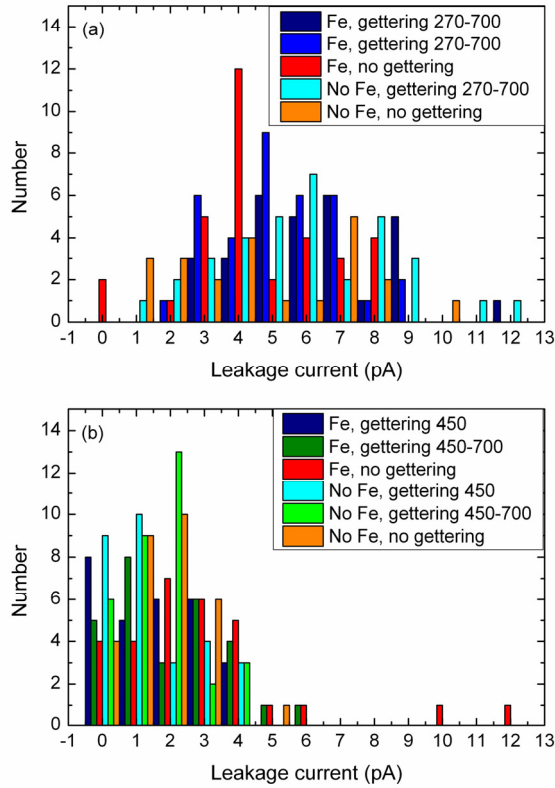 (a)
Fe, gettering 270-700
Fe, gettering 270-700
Fe, no gettering
No Fe, gettering 270-700
No Fe, no gettering
Number
14
12
10
8
6
4
2
0
-1 0 1 2 3 4 5 6 7 8 9 10 11 12 13
Leakage current (pA)
(b)
Fe, gettering 450
Fe, gettering 450-700
Fe, no gettering
No Fe, gettering 450
No Fe, gettering 450-700
No Fe, no gettering
Number
14
12
10
8
6
4
2
0
-1 0 1 2 3 4 5 6 7 8 9 10 11 12 13
Leakage current (pA)